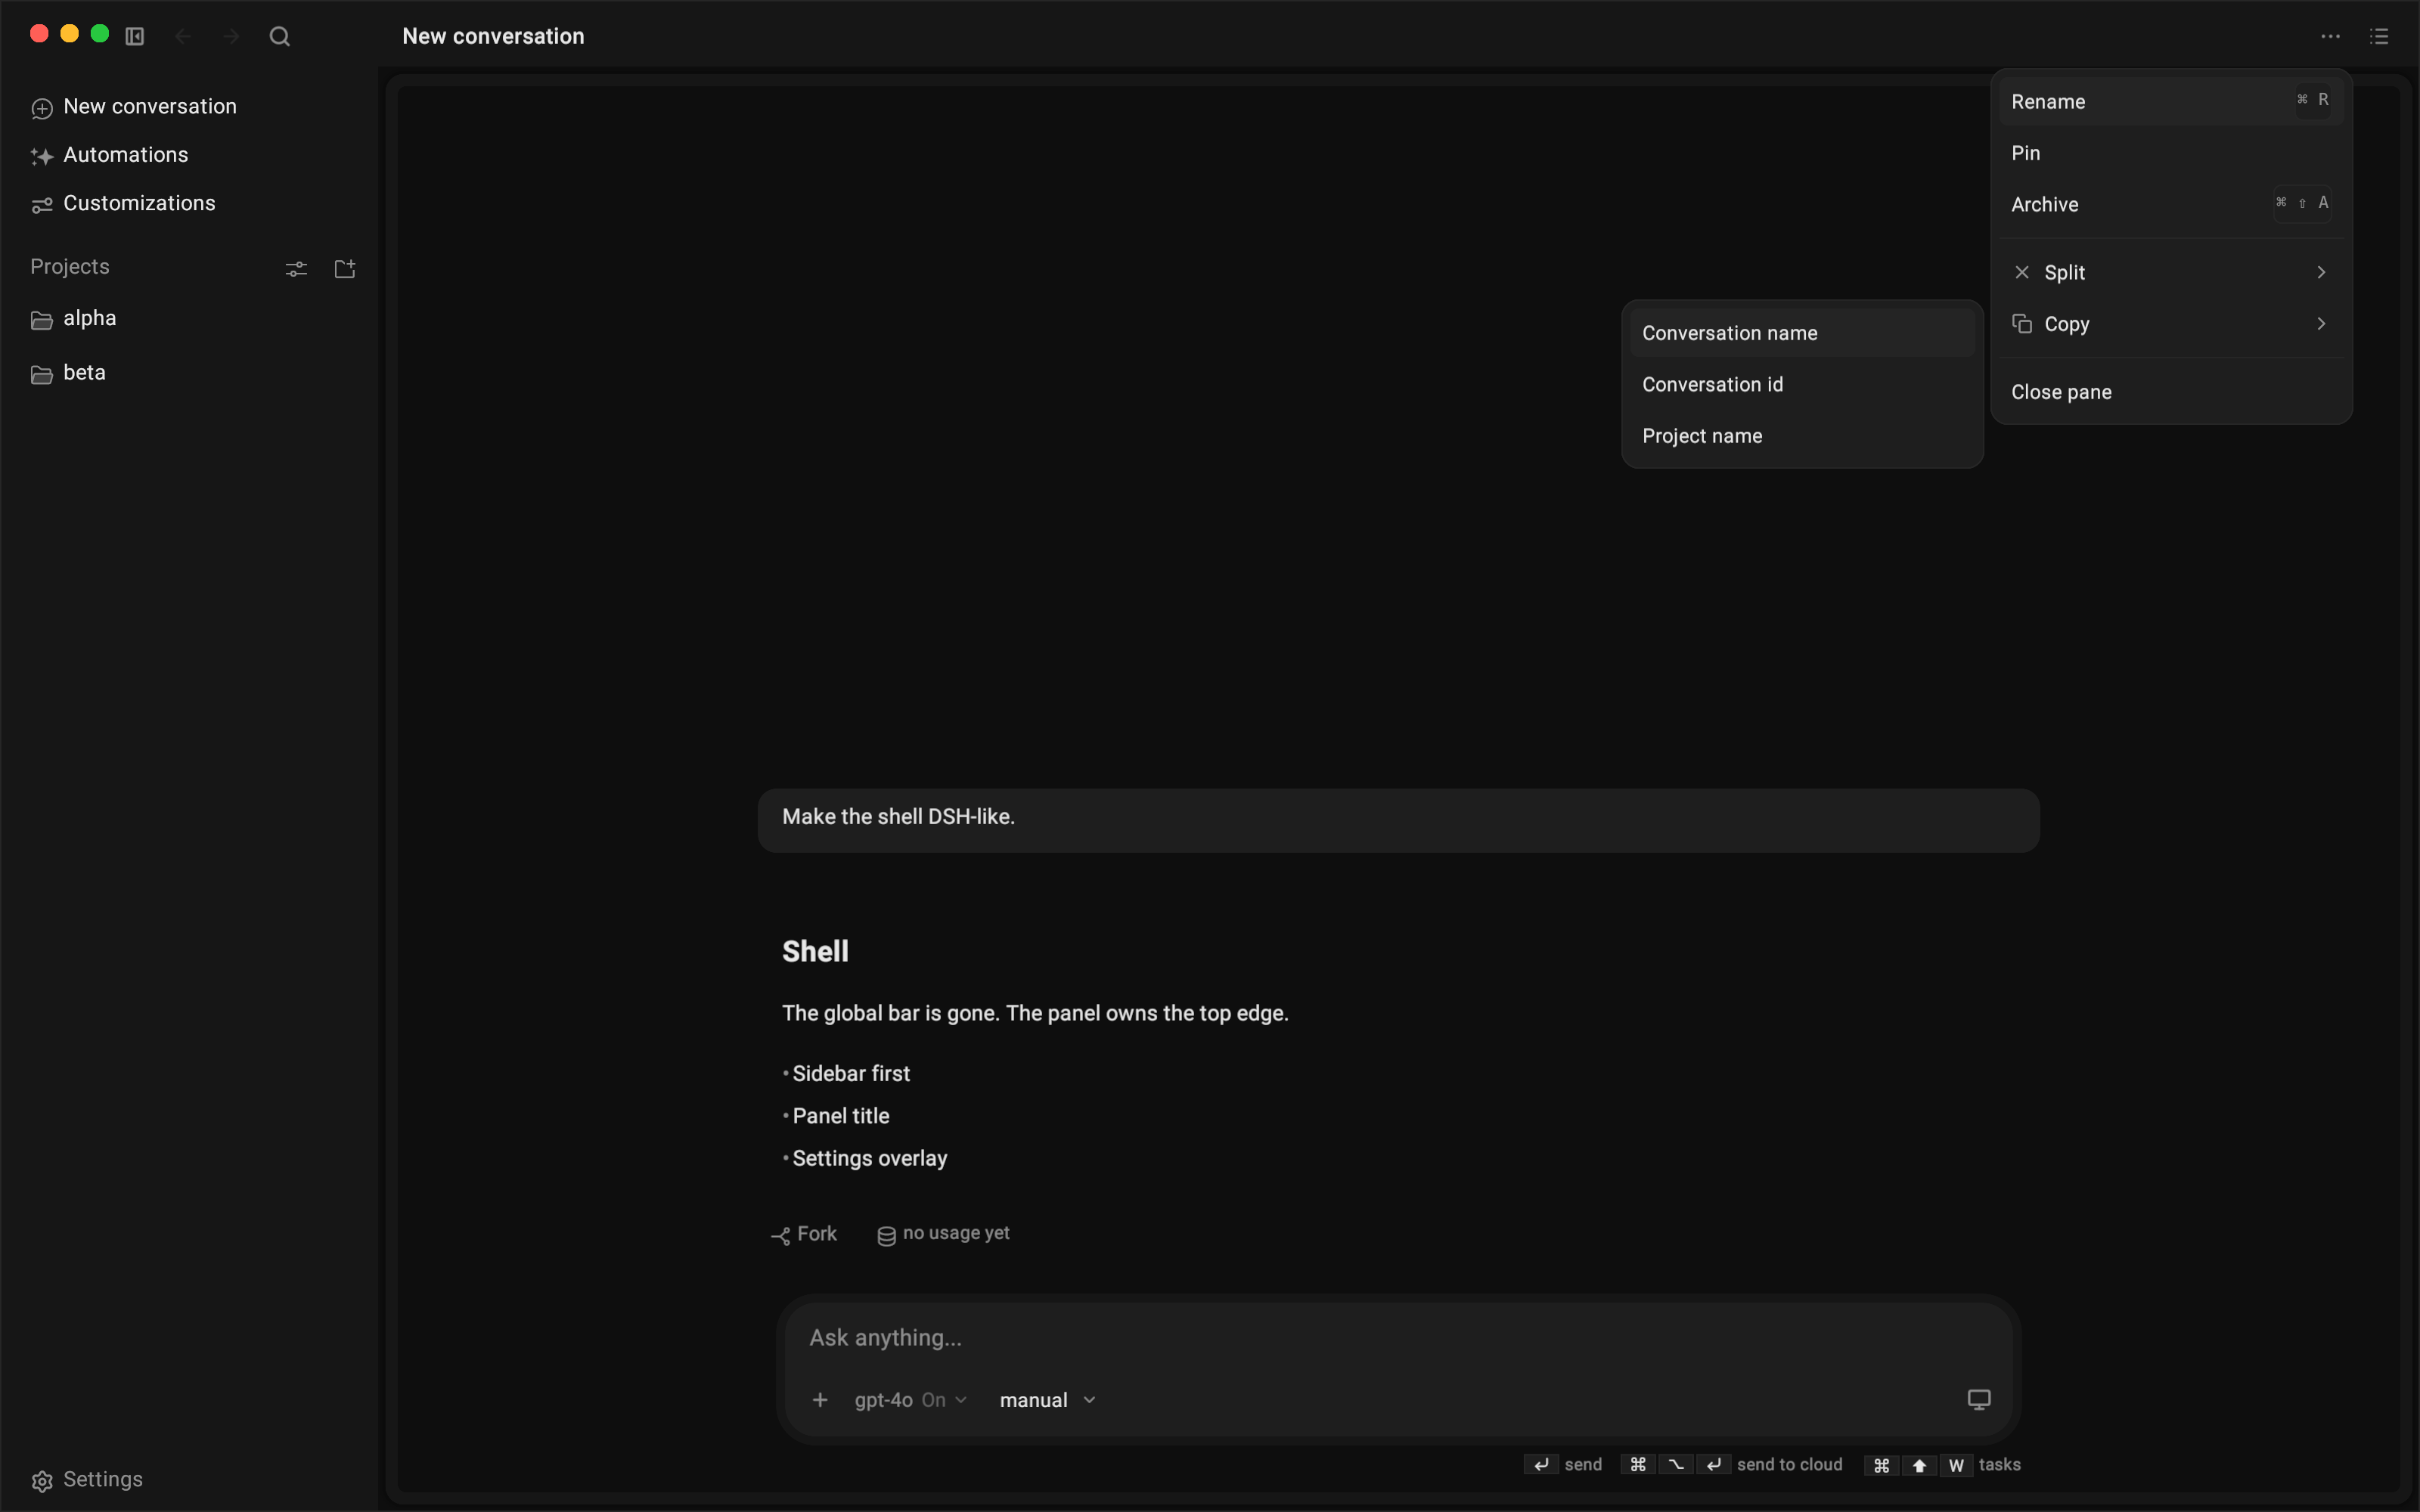 New conversation
New conversation
Automations
Customizations
Projects
alpha
beta
Settings
Rename ⌘ R
Pin
Archive ⌘ ⇧ A
Split
Copy
Close pane
Conversation name
Conversation id
Project name
Make the shell DSH-like.
Shell
The global bar is gone. The panel owns the top edge.
•Sidebar first
•Panel title
•Settings overlay
Fork no usage yet
Ask anything...
+ gpt-4o On manual
↵ send ⌘ ⌥ ↵ send to cloud ⌘ ⬆ W tasks